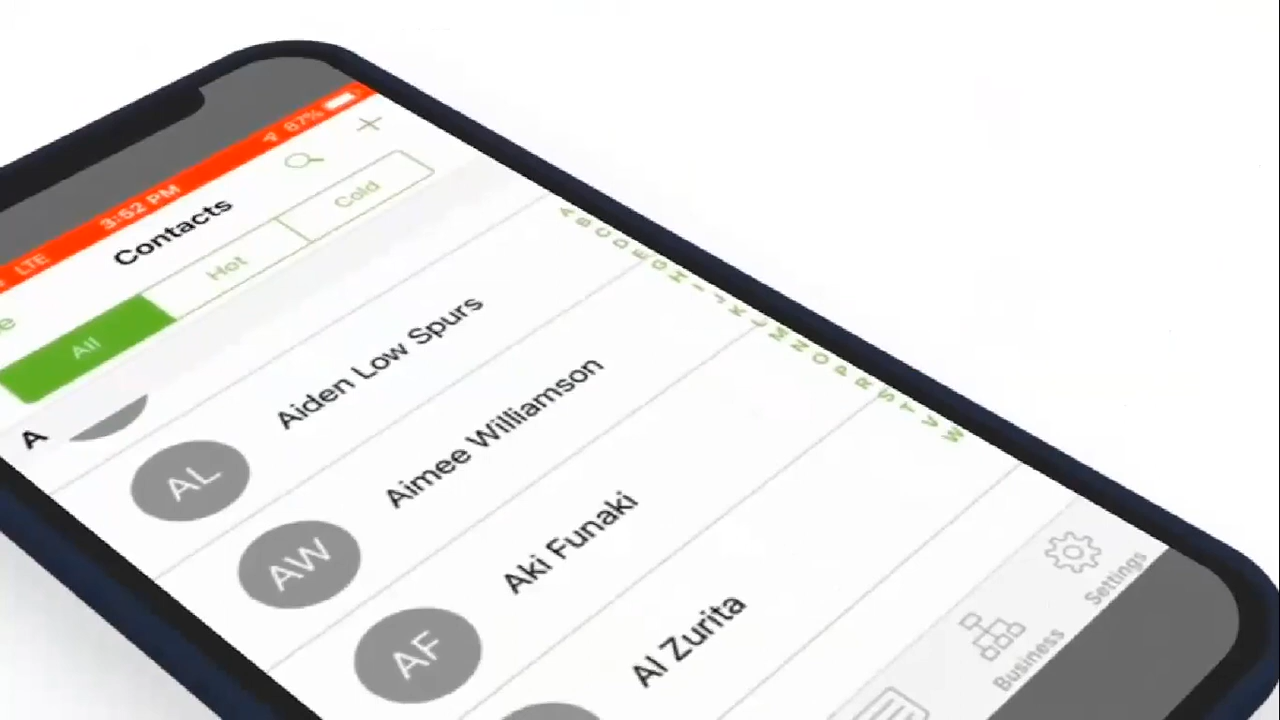 LTE 3:52 PM 87%
Contacts
All Hot Cold
A
AL Aiden Low Spurs
AW Aimee Williamson
AF Aki Funaki
Al Zurita
A
B
C
D
E
G
H
I
J
K
L
M
N
O
P
R
S
T
V
W
Business
Settings